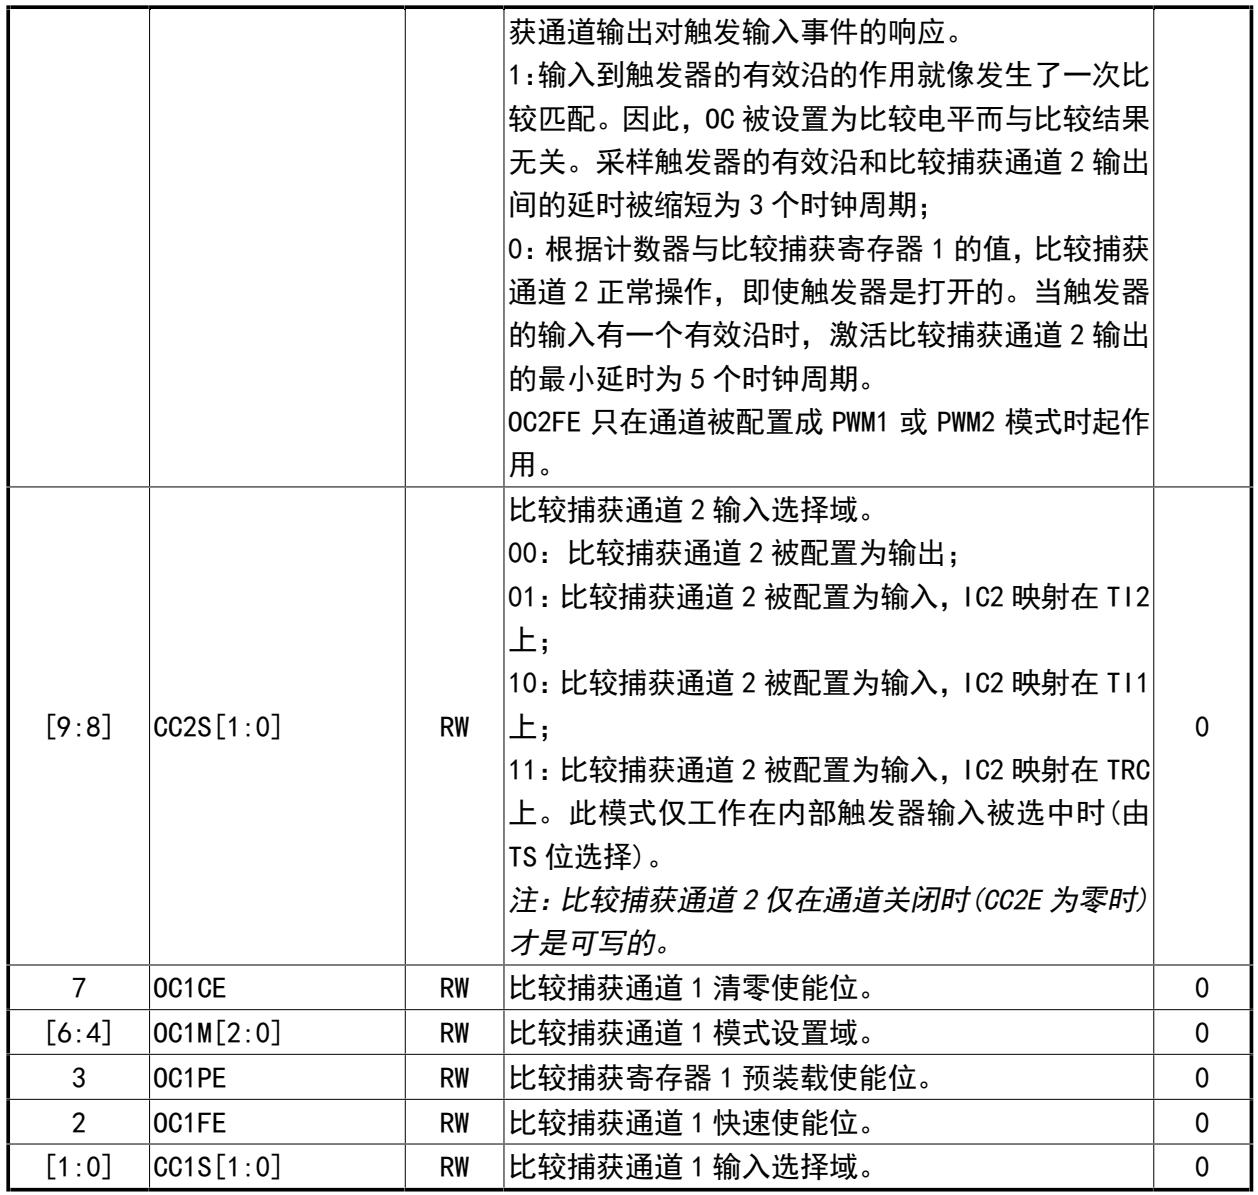 获通道输出对触发输入事件的响应。
1:输入到触发器的有效沿的作用就像发生了一次比
较匹配。因此，OC 被设置为比较电平而与比较结果
无关。采样触发器的有效沿和比较捕获通道 2 输出
间的延时被缩短为 3 个时钟周期；
0：根据计数器与比较捕获寄存器 1 的值，比较捕获
通道 2 正常操作，即使触发器是打开的。当触发器
的输入有一个有效沿时，激活比较捕获通道 2 输出
的最小延时为 5 个时钟周期。
OC2FE 只在通道被配置成 PWM1 或 PWM2 模式时起作
用。
[9:8] CC2S[1:0] RW 0
比较捕获通道 2 输入选择域。
00：比较捕获通道 2 被配置为输出；
01：比较捕获通道 2 被配置为输入，IC2 映射在 TI2
上；
10：比较捕获通道 2 被配置为输入，IC2 映射在 TI1
上；
11：比较捕获通道 2 被配置为输入，IC2 映射在 TRC
上。此模式仅工作在内部触发器输入被选中时(由
TS 位选择)。
注：比较捕获通道 2 仅在通道关闭时(CC2E 为零时)
才是可写的。
7 OC1CE RW 比较捕获通道 1 清零使能位。 0
[6:4] OC1M[2:0] RW 比较捕获通道 1 模式设置域。 0
3 OC1PE RW 比较捕获寄存器 1 预装载使能位。 0
2 OC1FE RW 比较捕获通道 1 快速使能位。 0
[1:0] CC1S[1:0] RW 比较捕获通道 1 输入选择域。 0